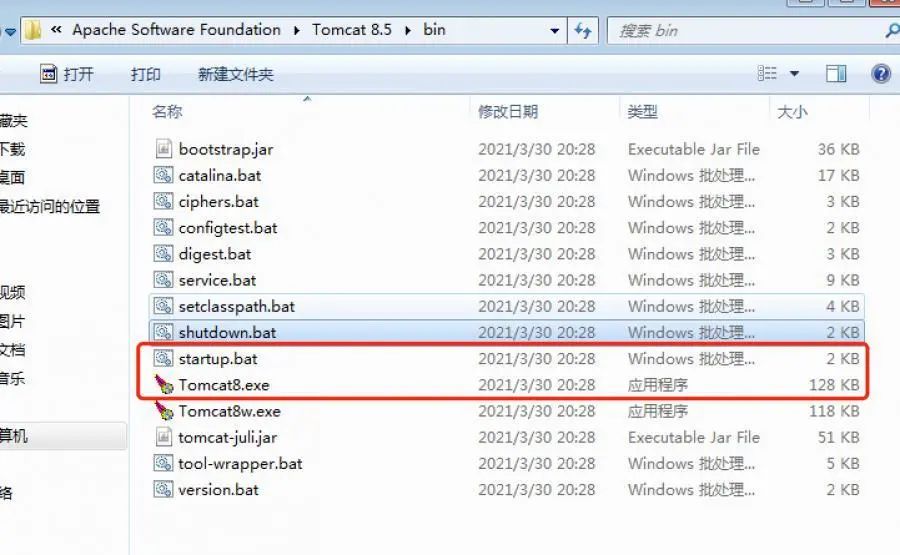 « Apache Software Foundation ▸ Tomcat 8.5 ▸ bin 搜索 bin
打开 打印 新建文件夹
名称 修改日期 类型 大小
藏夹
下载
桌面
最近访问的位置
视频
图片
文档
音乐
算机
络
bootstrap.jar 2021/3/30 20:28 Executable Jar File 36 KB
catalina.bat 2021/3/30 20:28 Windows 批处理... 17 KB
ciphers.bat 2021/3/30 20:28 Windows 批处理... 3 KB
configtest.bat 2021/3/30 20:28 Windows 批处理... 2 KB
digest.bat 2021/3/30 20:28 Windows 批处理... 3 KB
service.bat 2021/3/30 20:28 Windows 批处理... 9 KB
setclasspath.bat 2021/3/30 20:28 Windows 批处理... 4 KB
shutdown.bat 2021/3/30 20:28 Windows 批处理... 2 KB
startup.bat 2021/3/30 20:28 Windows 批处理... 2 KB
Tomcat8.exe 2021/3/30 20:28 应用程序 128 KB
Tomcat8w.exe 2021/3/30 20:28 应用程序 118 KB
tomcat-juli.jar 2021/3/30 20:28 Executable Jar File 51 KB
tool-wrapper.bat 2021/3/30 20:28 Windows 批处理... 5 KB
version.bat 2021/3/30 20:28 Windows 批处理... 2 KB